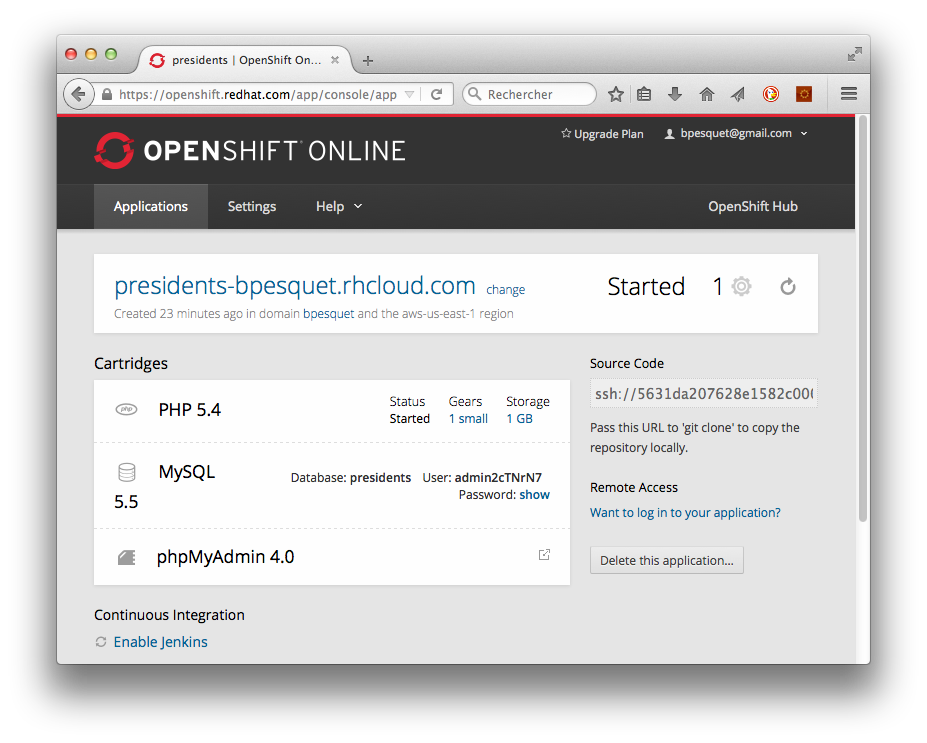 presidents | OpenShift On...
https://openshift.redhat.com/app/console/app
Rechercher
OPENSHIFT ONLINE
Upgrade Plan
bpesquet@gmail.com
Applications
Settings
Help
OpenShift Hub
presidents-bpesquet.rhcloud.com change
Started 1
Created 23 minutes ago in domain bpesquet and the aws-us-east-1 region
Cartridges
php
PHP 5.4
Status Gears Storage
Started 1 small 1 GB
MySQL
5.5
Database: presidents User: admin2cTNrN7
Password: show
phpMyAdmin 4.0
Continuous Integration
Enable Jenkins
Source Code
ssh://5631da207628e1582c00
Pass this URL to 'git clone' to copy the
repository locally.
Remote Access
Want to log in to your application?
Delete this application...